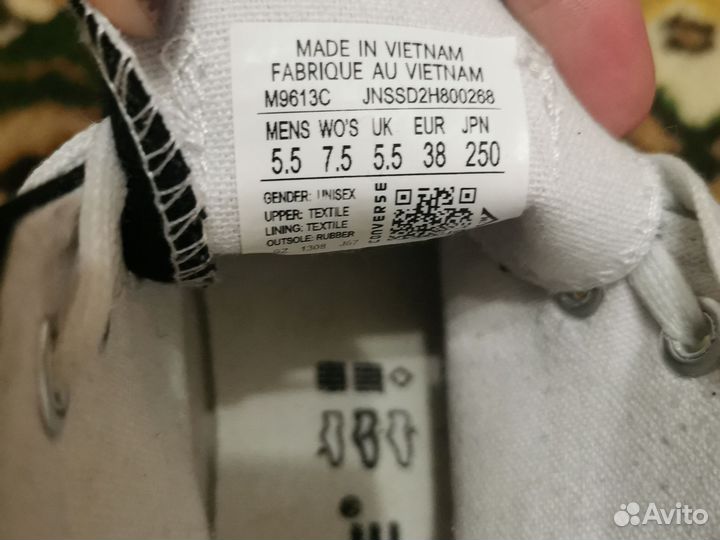 MADE IN VIETNAM
FABRIQUE AU VIETNAM
M9613C JNSSD2H800268
MENS WO'S UK EUR JPN
5.5 7.5 5.5 38 250
GENDER: UNISEX
UPPER: TEXTILE
LINING: TEXTILE
OUTSOLE: RUBBER
1308
CONVERSE
Avito